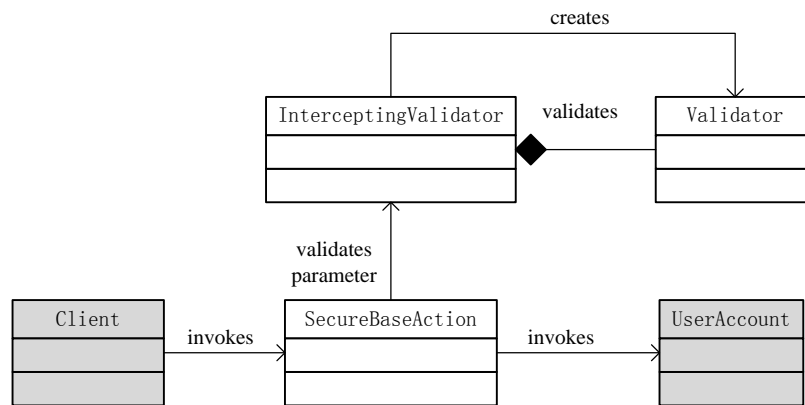 creates
InterceptingValidator
validates
Validator
validates
parameter
Client
invokes
SecureBaseAction
invokes
UserAccount